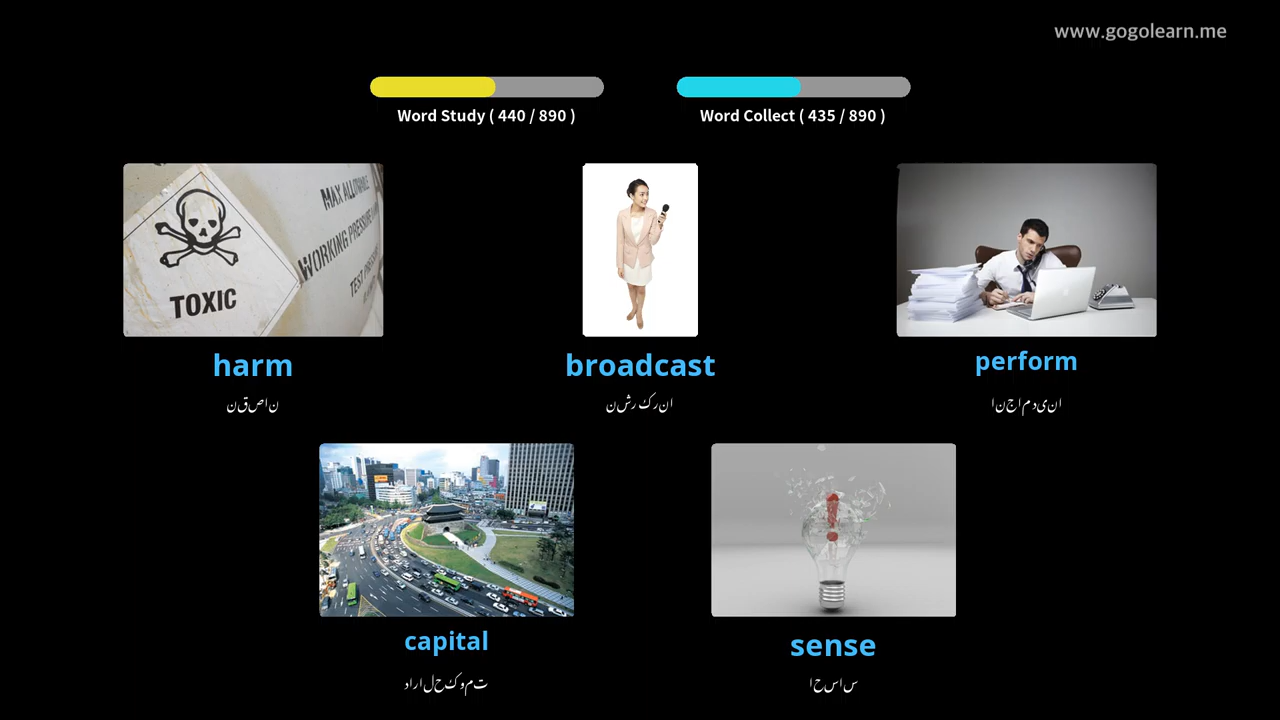 www.gogolearn.me
Word Study ( 440 / 890 )
Word Collect ( 435 / 890 )
TOXIC
MAX
WORKING PRESSURE
TEST
harm
نقصان
broadcast
نشر کرنا
perform
انجام دینا
capital
دارالحکومت
sense
احساس